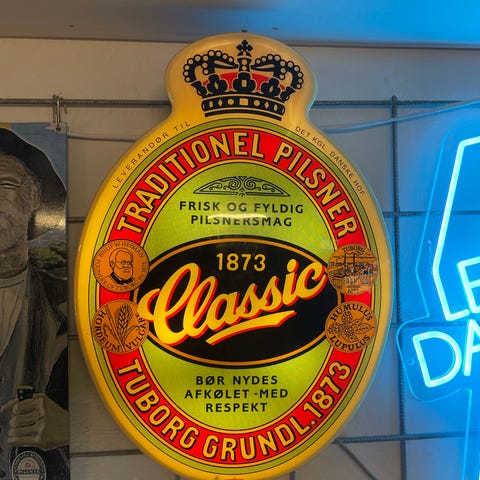 LEVERANDØR TIL DET KGL. DANSKE HOF
TRADITIONEL PILSNER
FRISK OG FYLDIG
PILSNERSMAG
1873
Classic
HORDEUM VULGARE
HUMULUS
LUPULUS
BØR NYDES
AFKØLET - MED
RESPEKT
TUBORG GRUNDL. 1873
DA